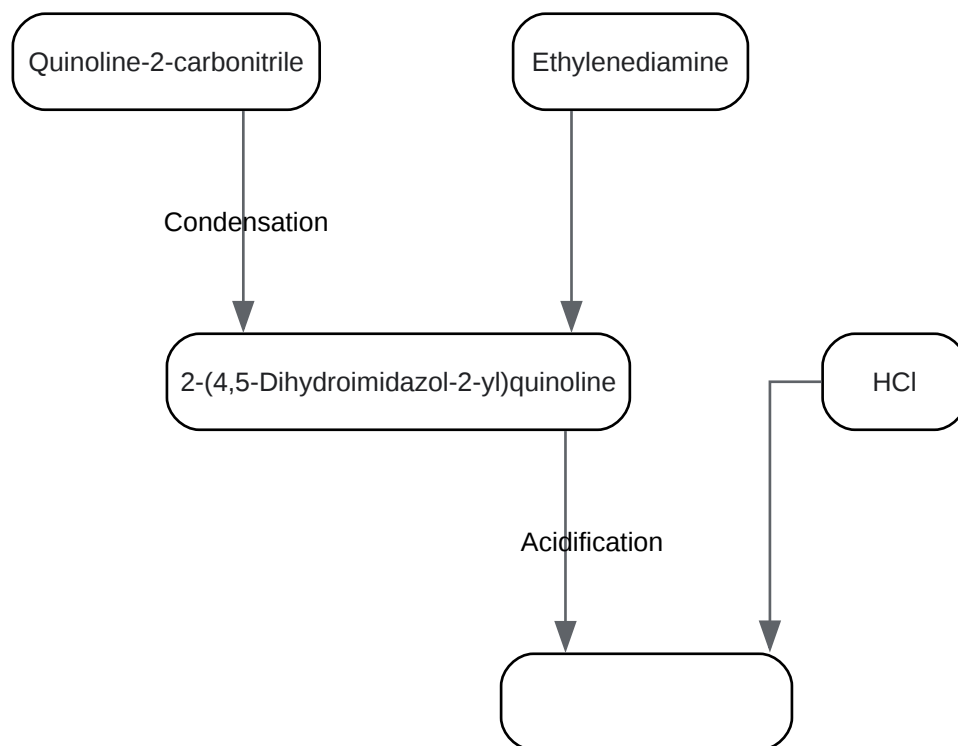 Quinoline-2-carbonitrile
Ethylenediamine
Condensation
2-(4,5-Dihydroimidazol-2-yl)quinoline
HCl
Acidification